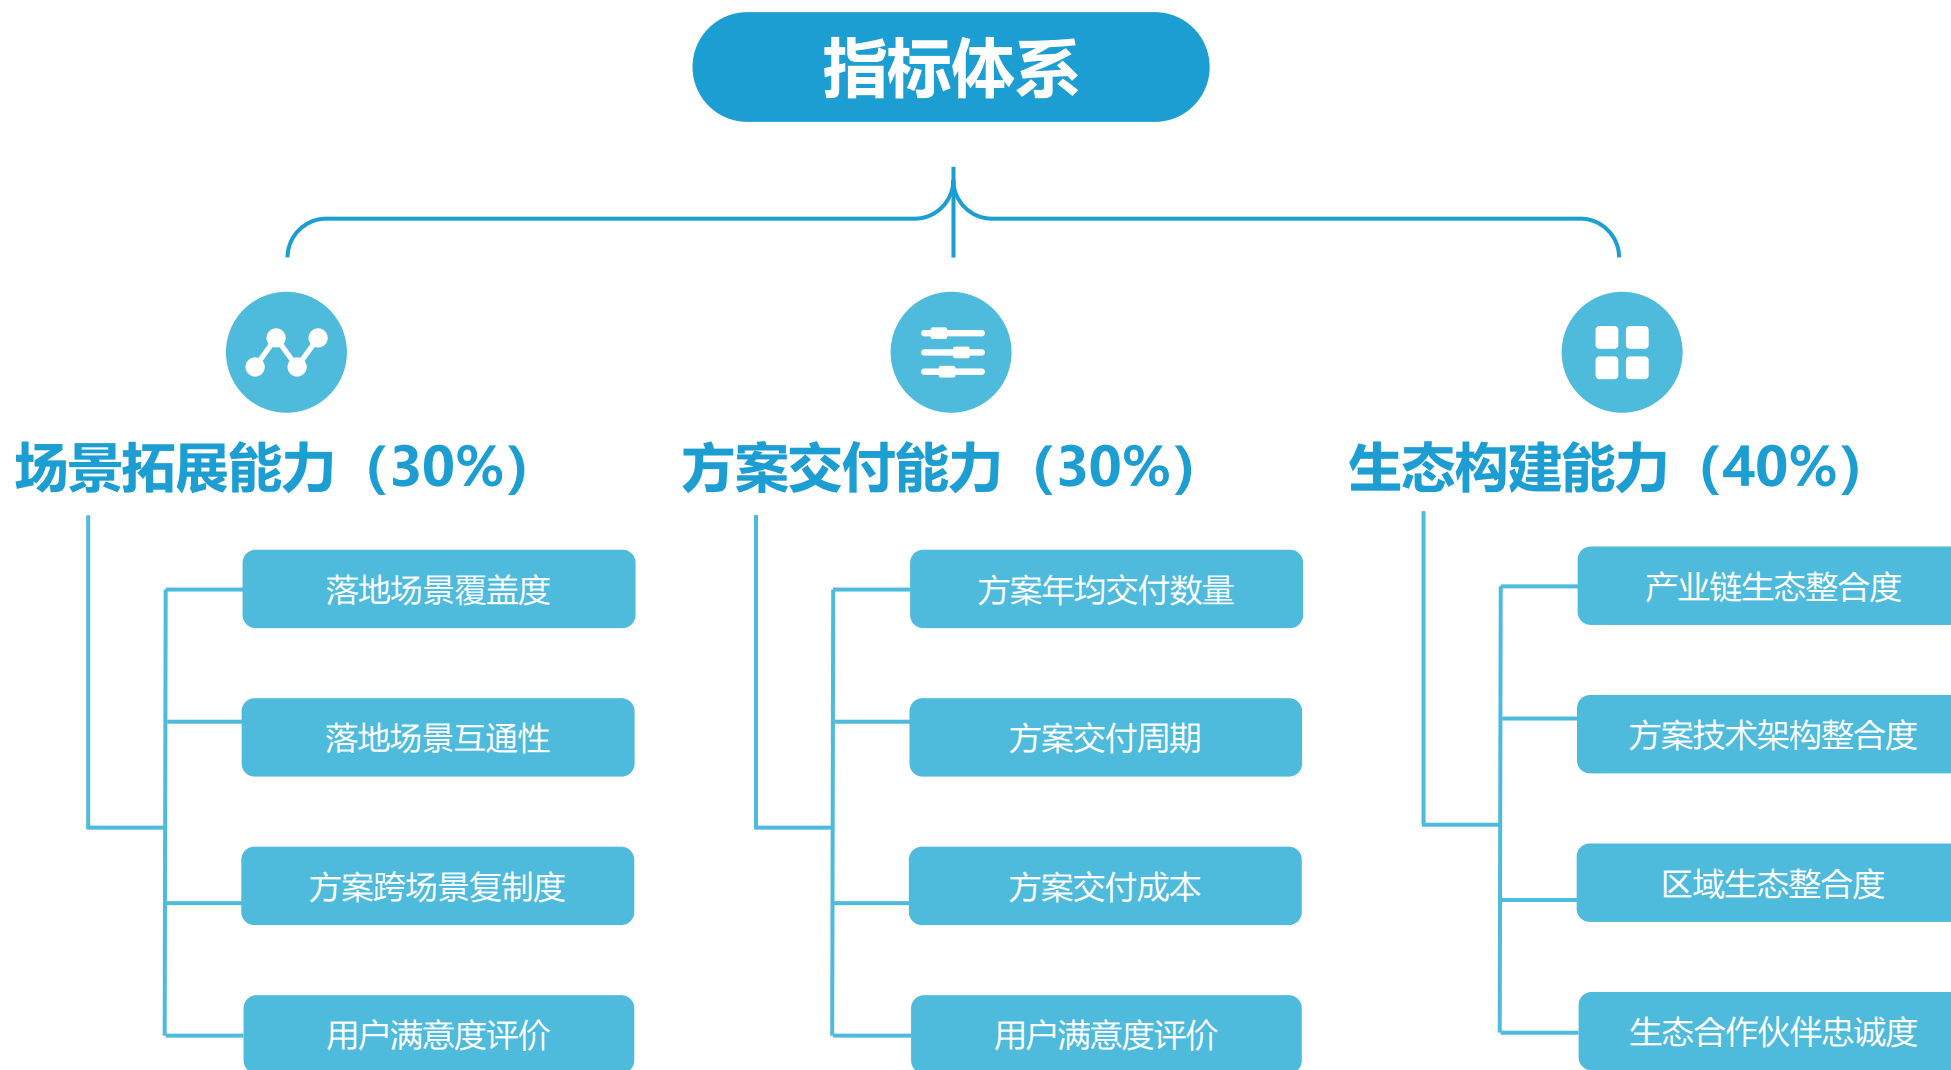 指标体系
场景拓展能力（30%）
落地场景覆盖度
落地场景互通性
方案跨场景复制度
用户满意度评价
方案交付能力（30%）
方案年均交付数量
方案交付周期
方案交付成本
用户满意度评价
生态构建能力（40%）
产业链生态整合度
方案技术架构整合度
区域生态整合度
生态合作伙伴忠诚度